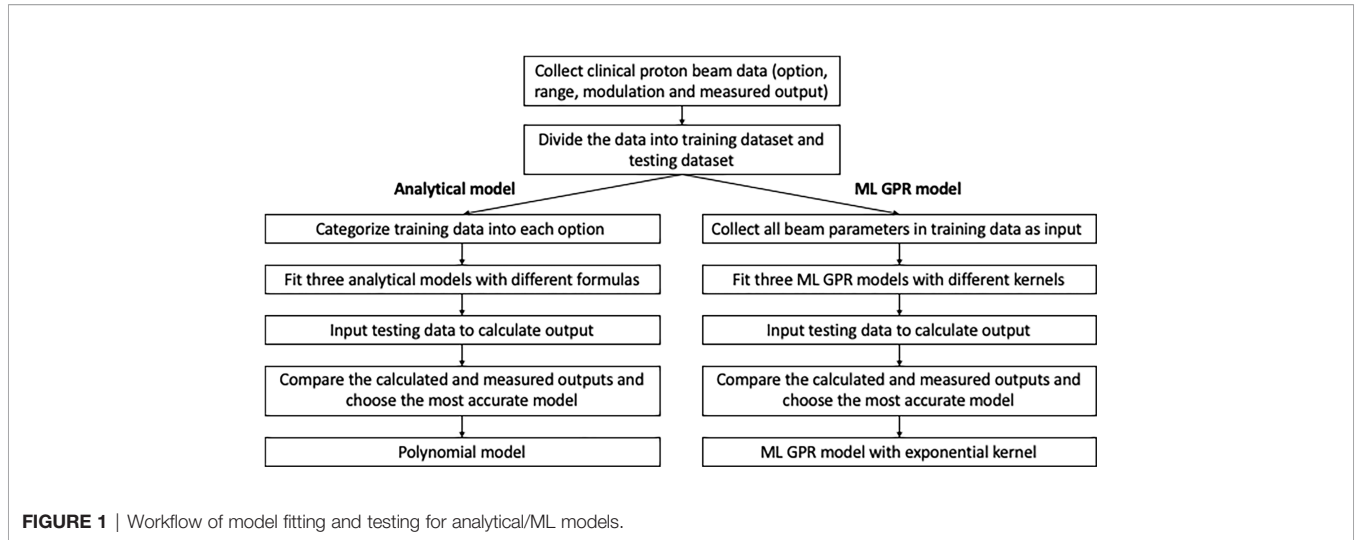 Collect clinical proton beam data (option,
range, modulation and measured output)
Divide the data into training dataset and
testing dataset
Analytical model
ML GPR model
Categorize training data into each option
Collect all beam parameters in training data as input
Fit three analytical models with different formulas
Fit three ML GPR models with different kernels
Input testing data to calculate output
Input testing data to calculate output
Compare the calculated and measured outputs and
choose the most accurate model
Compare the calculated and measured outputs and
choose the most accurate model
Polynomial model
ML GPR model with exponential kernel
FIGURE 1 | Workflow of model fitting and testing for analytical/ML models.